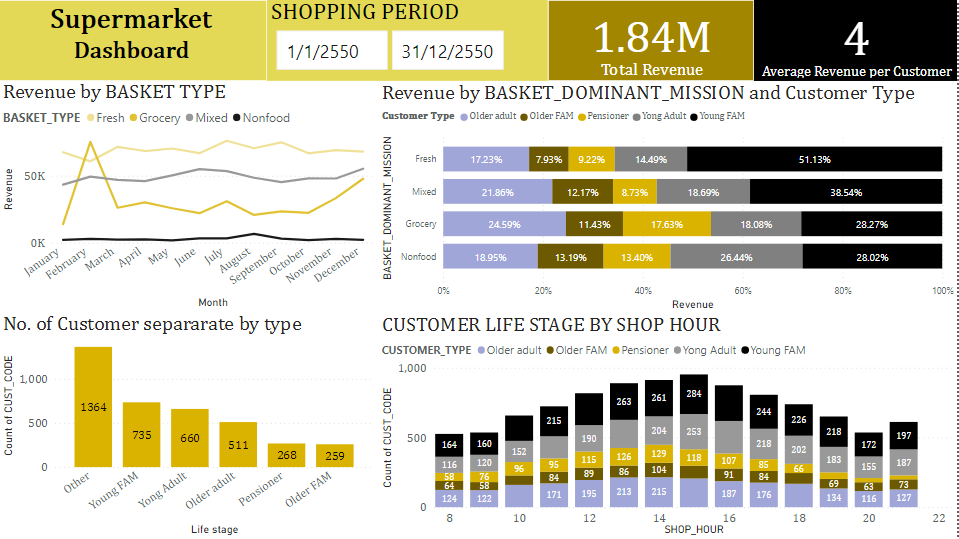 Supermarket
Dashboard
SHOPPING PERIOD
1/1/2550
31/12/2550
1.84M
Total Revenue
4
Average Revenue per Customer
Revenue by BASKET TYPE
BASKET_TYPE Fresh Grocery Mixed Nonfood
Revenue
50K
0K
January
February
March
April
May
June
July
August
September
October
November
December
Month
Revenue by BASKET_DOMINANT_MISSION and Customer Type
Customer Type Older adult Older FAM Pensioner Yong Adult Young FAM
BASKET_DOMINANT_MISSION
Fresh 17.23% 7.93% 9.22% 14.49% 51.13%
Mixed 21.86% 12.17% 8.73% 18.69% 38.54%
Grocery 24.59% 11.43% 17.63% 18.08% 28.27%
Nonfood 18.95% 13.19% 13.40% 26.44% 28.02%
0% 20% 40% 60% 80% 100%
Revenue
No. of Customer separarate by type
Count of CUST_CODE
1,000
500
0
1364
735
660
511
268
259
Other
Young FAM
Yong Adult
Older adult
Pensioner
Older FAM
Life stage
CUSTOMER LIFE STAGE BY SHOP HOUR
CUSTOMER_TYPE Older adult Older FAM Pensioner Yong Adult Young FAM
Count of CUST_CODE
1,000
500
0
164 116 58 64 124
160 120 76 58 122
152 96
215 115 95 84 171
190 115 89 195
263 126 86 213
261 204 129 104 215
284 253 118
107 91 187
244 218 85 84 176
226 202 66
218 183 69 134
172 155 63 116
197 187 73 127
8 10 12 14 16 18 20 22
SHOP_HOUR